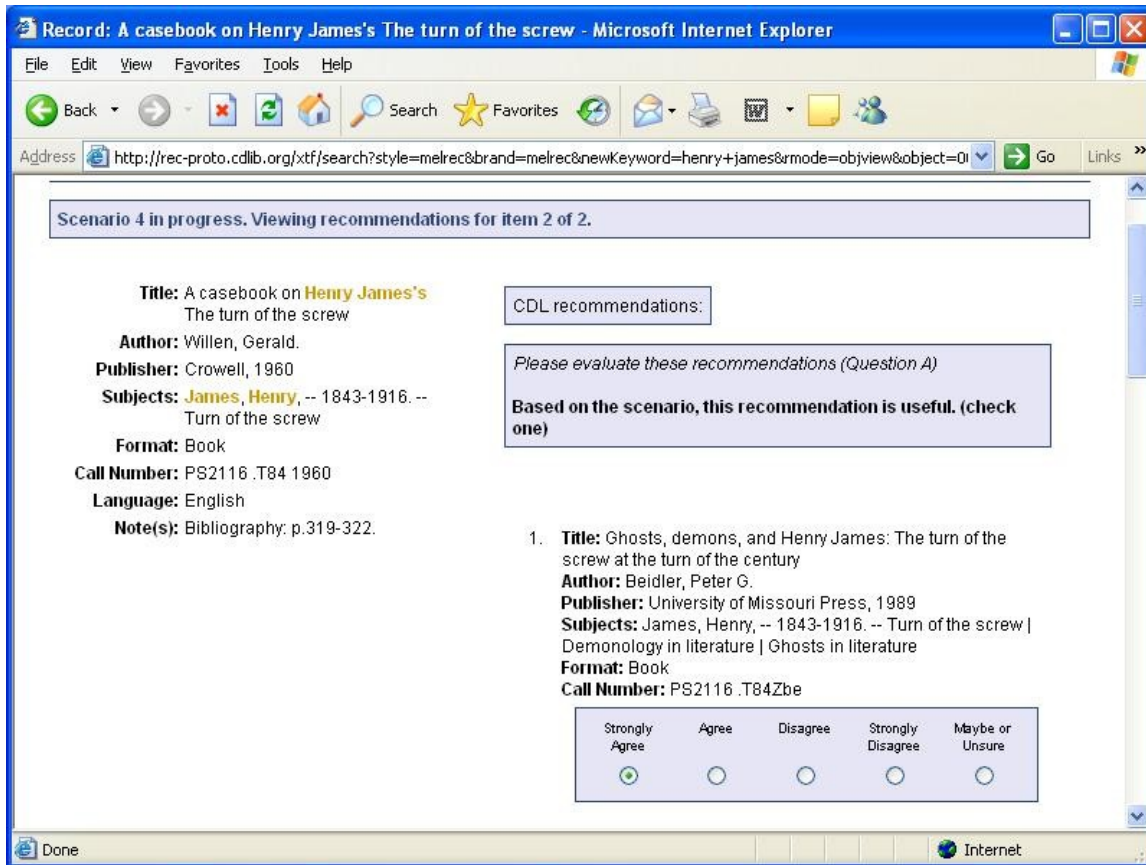 Record: A casebook on Henry James's The turn of the screw - Microsoft Internet Explorer
File Edit View Favorites Tools Help
Back Search Favorites
Address http://rec-proto.cdlib.org/xtf/search?style=melrec&brand=melrec&newKeyword=henry+james&rmode=objview&object=0 Go Links »
Scenario 4 in progress. Viewing recommendations for item 2 of 2.
Title: A casebook on Henry James's
The turn of the screw
Author: Willen, Gerald.
Publisher: Crowell, 1960
Subjects: James, Henry, -- 1843-1916. --
Turn of the screw
Format: Book
Call Number: PS2116 .T84 1960
Language: English
Note(s): Bibliography: p.319-322.
CDL recommendations:
Please evaluate these recommendations (Question A)
Based on the scenario, this recommendation is useful. (check
one)
1. Title: Ghosts, demons, and Henry James: The turn of the
screw at the turn of the century
Author: Beidler, Peter G.
Publisher: University of Missouri Press, 1989
Subjects: James, Henry, -- 1843-1916. -- Turn of the screw |
Demonology in literature | Ghosts in literature
Format: Book
Call Number: PS2116 .T84Zbe
Strongly Agree Disagree Strongly Maybe or
Agree Disagree Unsure
Done Internet